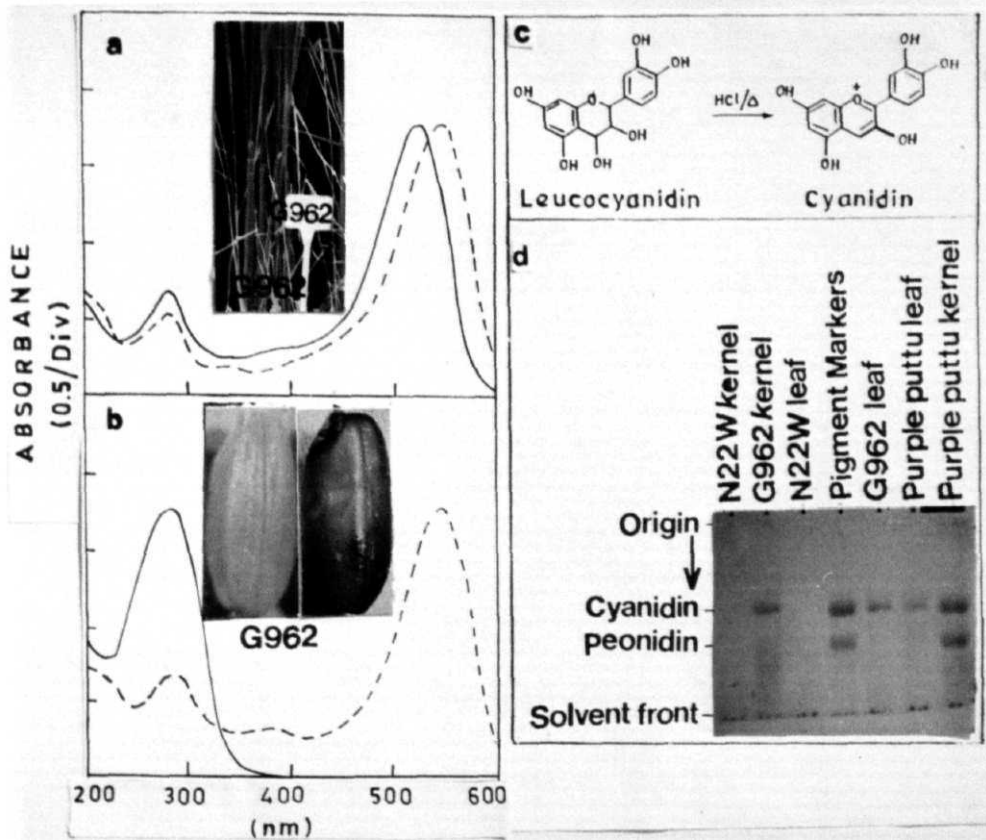 a
G962
G962
ABSORBANCE
(0.5/Div)
b
G962
200 300 400 500 600
(nm)
c
OH
OH
OH
O
OH
OH
OH
Leucocyanidin
HCl/Δ
OH
OH
OH
O
+
OH
OH
Cyanidin
d
N22W kernel
G962 kernel
N22W leaf
Pigment Markers
G962 leaf
Purple puttu leaf
Purple puttu kernel
Origin
Cyanidin
Peonidin
Solvent front